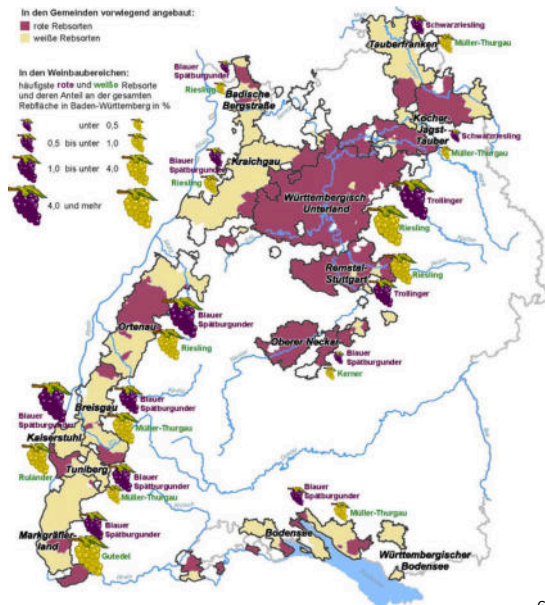 In den Gemeinden vorwiegend angebaut:
rote Rebsorten
weiße Rebsorten
In den Weinbaubereichen:
häufigste rote und weiße Rebsorte
und deren Anteil an der gesamten
Rebfläche in Baden-Württemberg in %
unter 0,5
0,5 bis unter 1,0
1,0 bis unter 4,0
4,0 und mehr
Schwarzriesling
Tauberfranken
Müller-Thurgau
Blauer
Spätburgunder
Badische
Bergstraße
Riesling
Kocher-
Jagst-
Tauber
Schwarzriesling
Müller-Thurgau
Blauer
Spätburgunder
Kraichgau
Riesling
Württembergisch
Unterland
Trollinger
Riesling
Remstal-
Stuttgart
Riesling
Trollinger
Blauer
Spätburgunder
Ortenau
Riesling
Oberer Neckar
Blauer
Spätburgunder
Kerner
Blauer
Spätburgunder
Breisgau
Blauer
Spätburgunder
Müller-Thurgau
Kaiserstuhl
Ruländer
Tuniberg
Blauer
Spätburgunder
Müller-Thurgau
Blauer
Spätburgunder
Markgräfler-
land
Gutedel
Blauer
Spätburgunder
Müller-Thurgau
Bodensee
Württembergischer
Bodensee